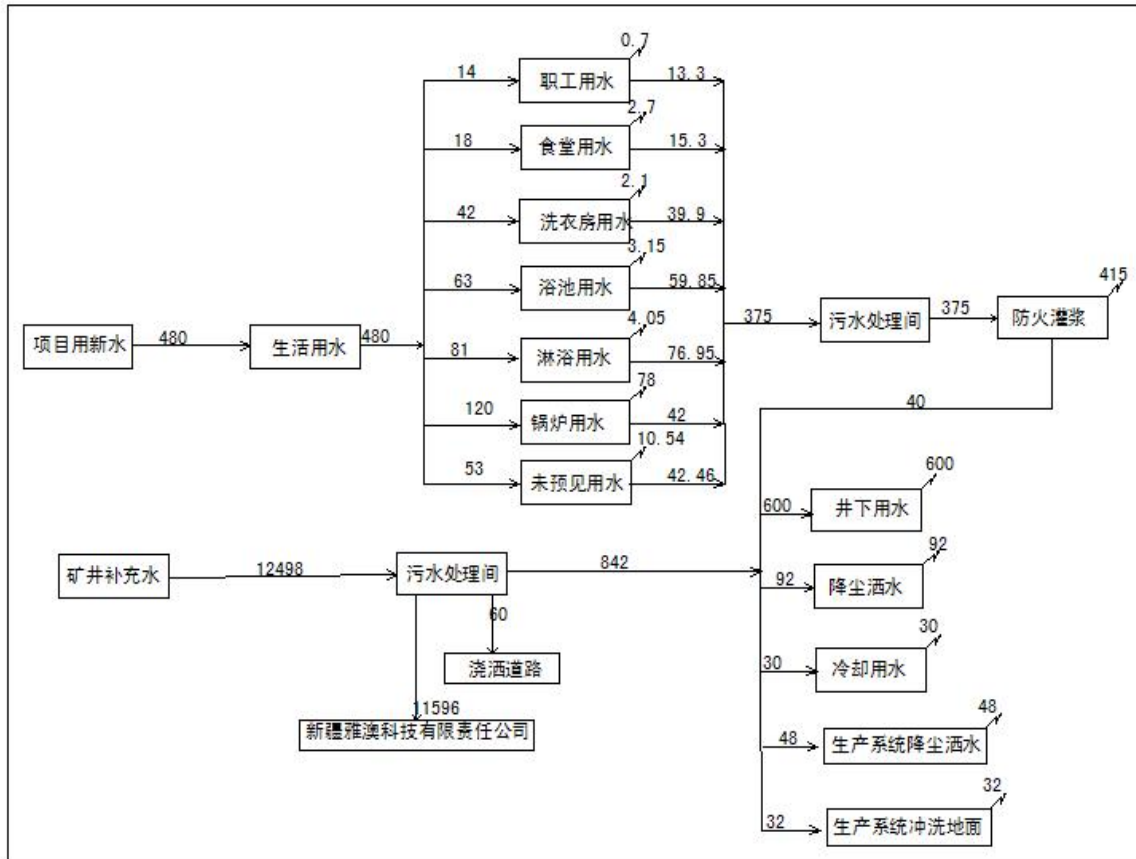 0.7
14
职工用水
13.3
2.7
18
食堂用水
15.3
2.1
42
洗衣房用水
39.9
3.15
63
浴池用水
59.85
415
375
污水处理间
375
防火灌浆
项目用新水
480
生活用水
480
4.05
81
淋浴用水
76.95
78
120
锅炉用水
42
40
10.54
53
未预见用水
42.46
600
600
井下用水
矿井补充水
12498
污水处理间
842
92
92
降尘洒水
60
浇洒道路
30
30
冷却用水
11596
新疆雅澳科技有限责任公司
48
48
生产系统降尘洒水
32
32
生产系统冲洗地面